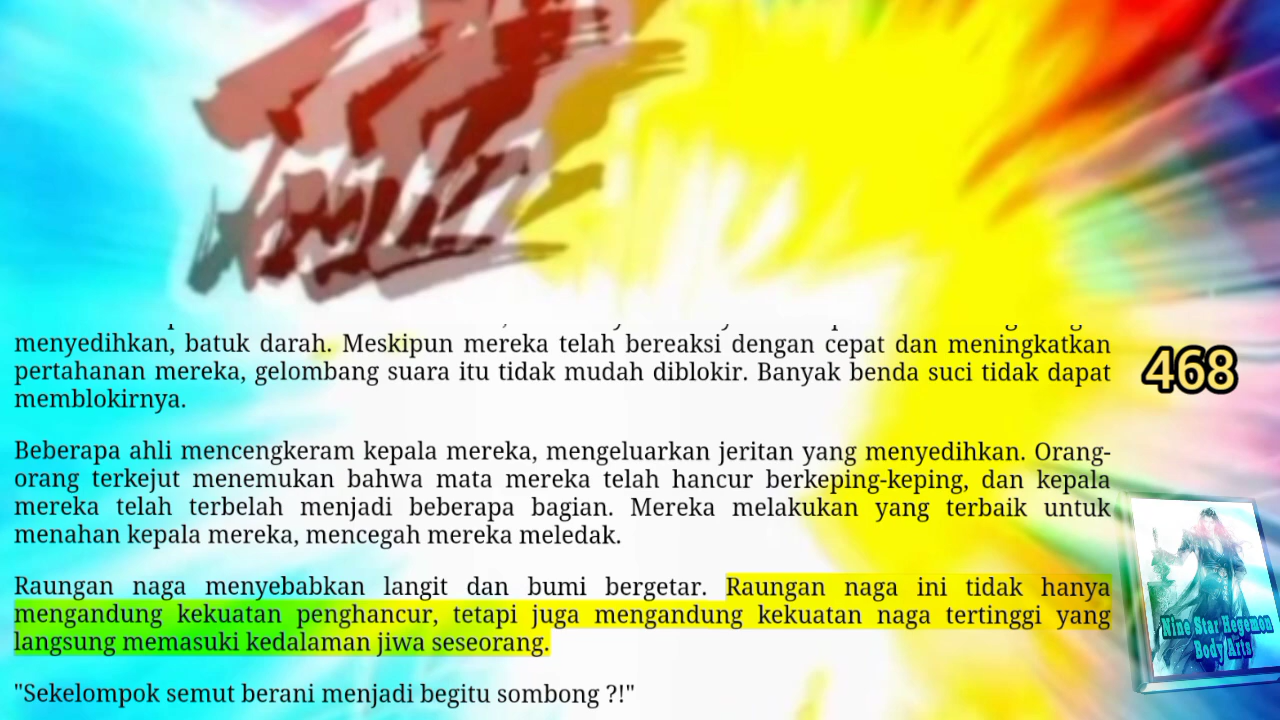 menyedihkan, batuk darah. Meskipun mereka telah bereaksi dengan cepat dan meningkatkan
pertahanan mereka, gelombang suara itu tidak mudah diblokir. Banyak benda suci tidak dapat
memblokirnya.
Beberapa ahli mencengkeram kepala mereka, mengeluarkan jeritan yang menyedihkan. Orang-
orang terkejut menemukan bahwa mata mereka telah hancur berkeping-keping, dan kepala
mereka telah terbelah menjadi beberapa bagian. Mereka melakukan yang terbaik untuk
menahan kepala mereka, mencegah mereka meledak.
Raungan naga menyebabkan langit dan bumi bergetar. Raungan naga ini tidak hanya
mengandung kekuatan penghancur, tetapi juga mengandung kekuatan naga tertinggi yang
langsung memasuki kedalaman jiwa seseorang.
"Sekelompok semut berani menjadi begitu sombong ?!"
468
Nine Star Hegemon
Body Arts